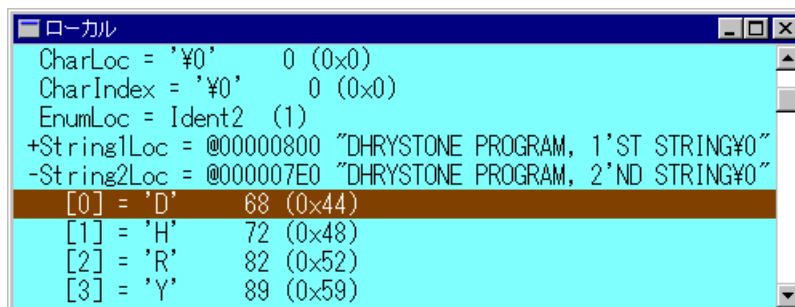 ローカル
CharLoc = '¥0' 0 (0x0)
CharIndex = '¥0' 0 (0x0)
EnumLoc = Ident2 (1)
+String1Loc = @00000800 "DHRYSTONE PROGRAM, 1'ST STRING¥0"
-String2Loc = @000007E0 "DHRYSTONE PROGRAM, 2'ND STRING¥0"
[0] = 'D' 68 (0x44)
[1] = 'H' 72 (0x48)
[2] = 'R' 82 (0x52)
[3] = 'Y' 89 (0x59)